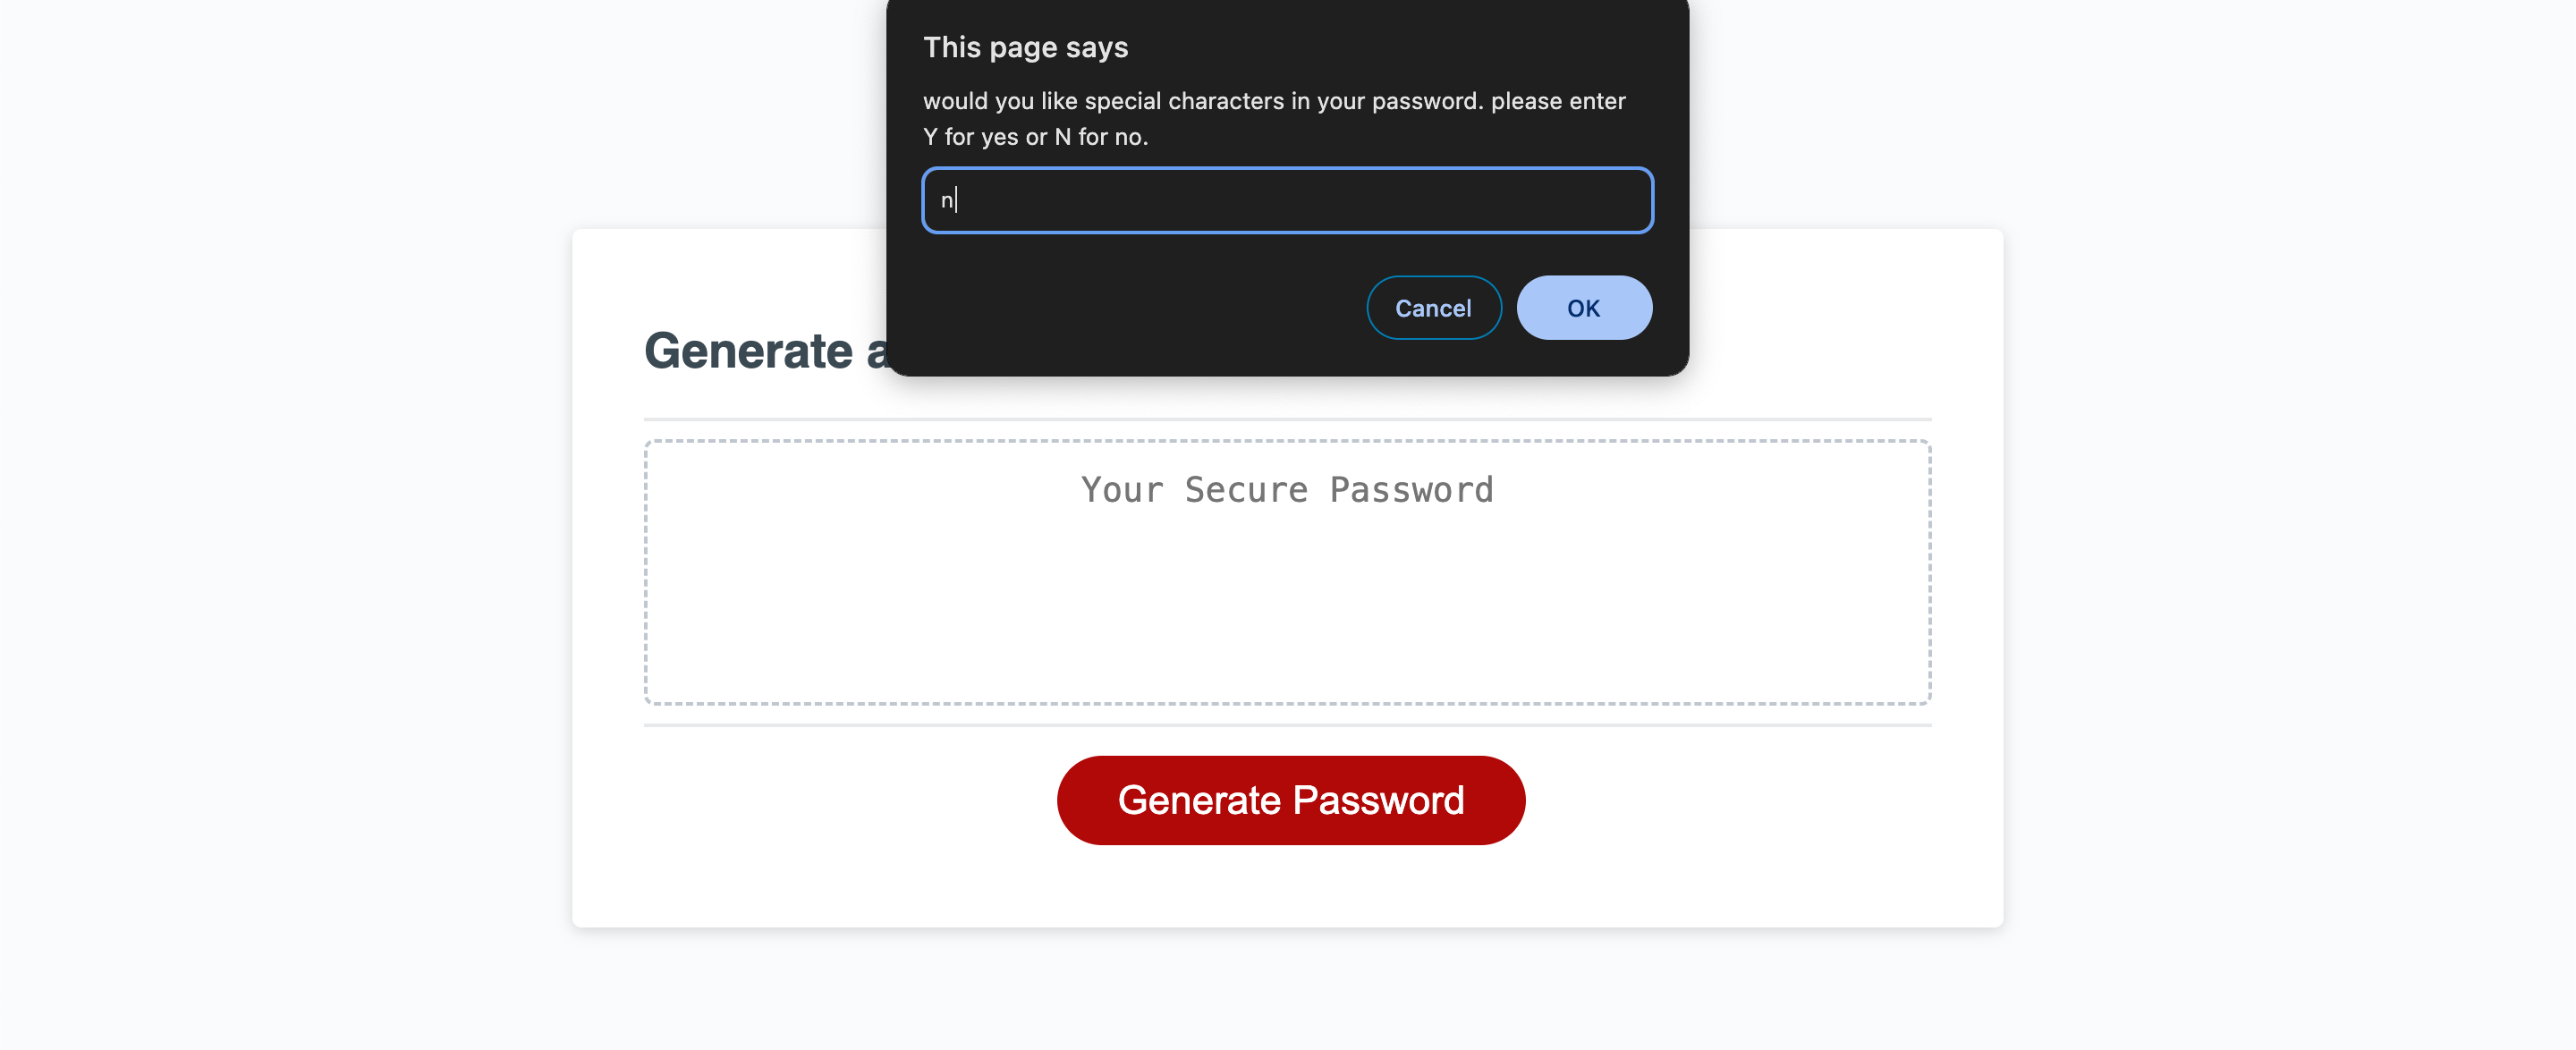 This page says
would you like special characters in your password. please enter
Y for yes or N for no.
n
Cancel
OK
Generate a
Your Secure Password
Generate Password